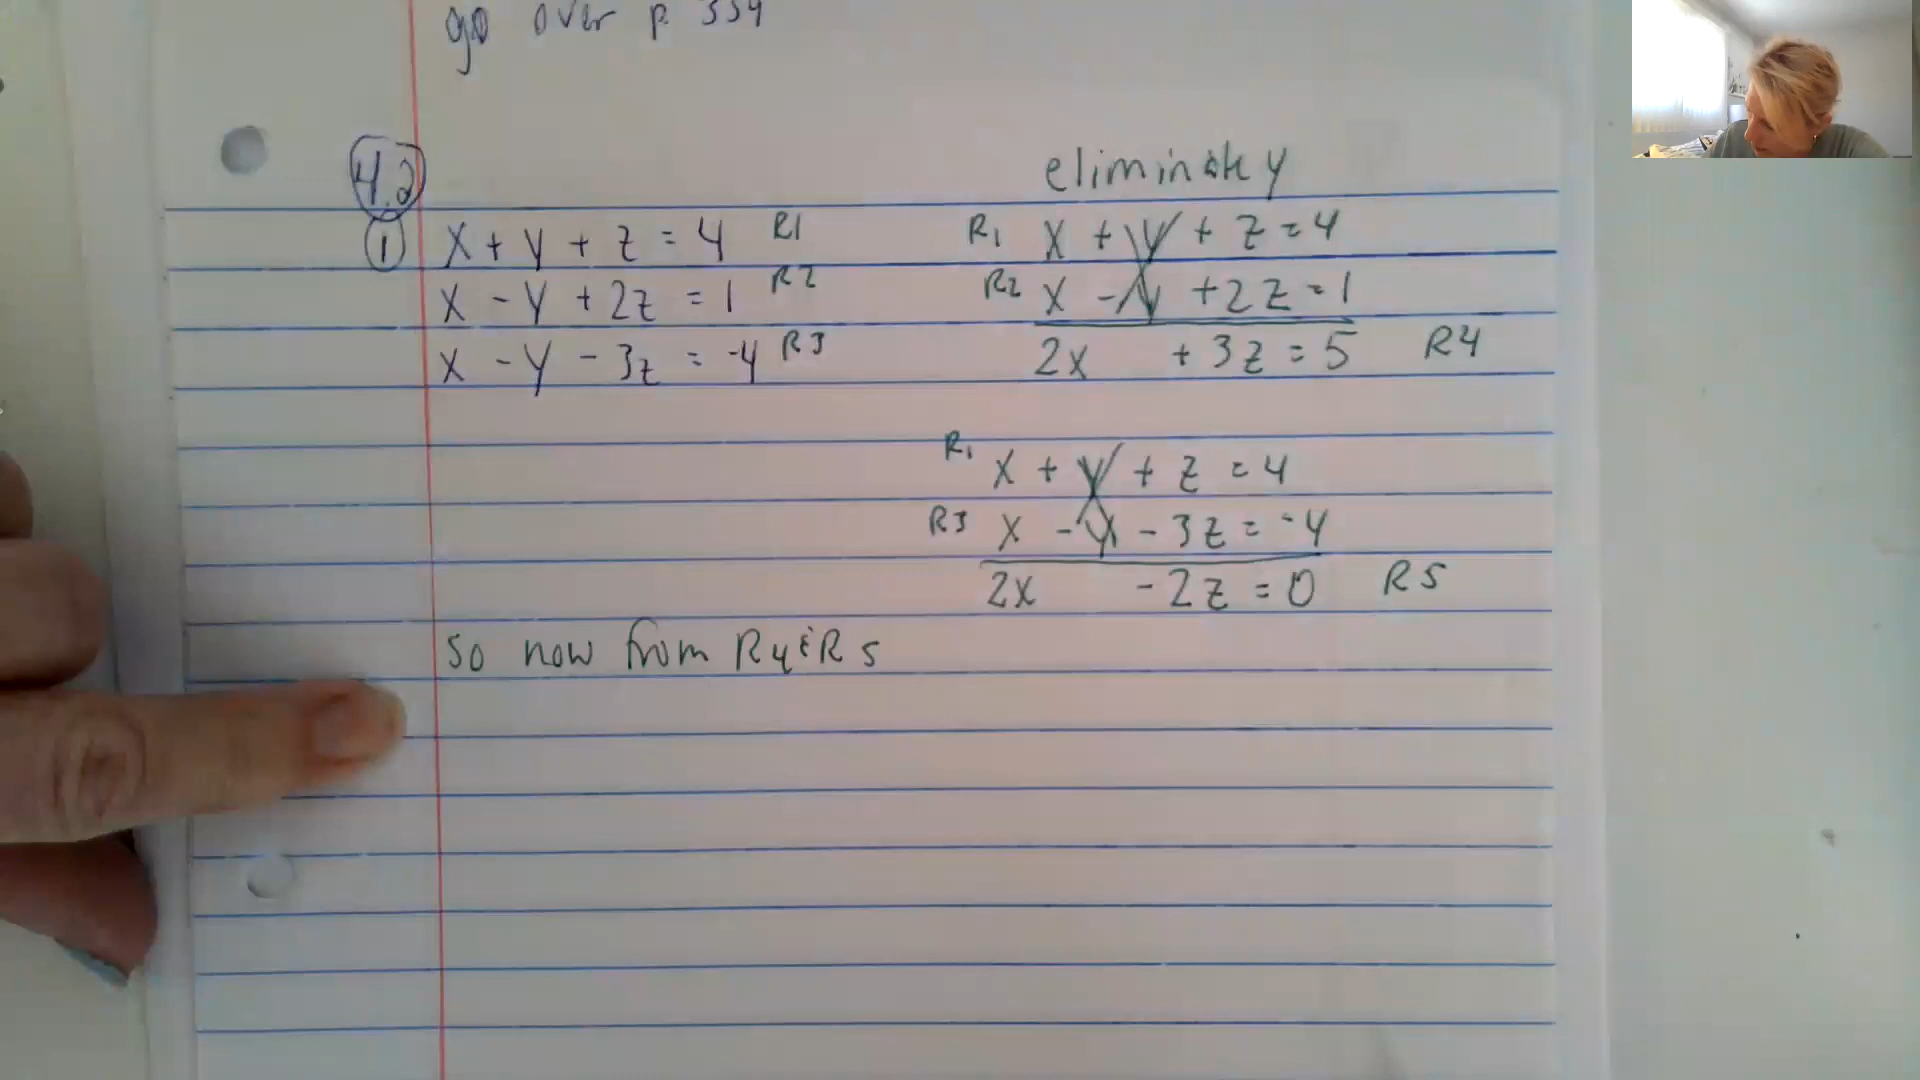 go over p. 334
4.2
eliminate y
① x + y + z = 4 R1
x - y + 2z = 1 R2
x - y - 3z = -4 R3
R1 x + y + z = 4
R2 x - y + 2z = 1
2x + 3z = 5 R4
R1 x + y + z = 4
R3 x - y - 3z = -4
2x - 2z = 0 R5
so now from R4 & R5